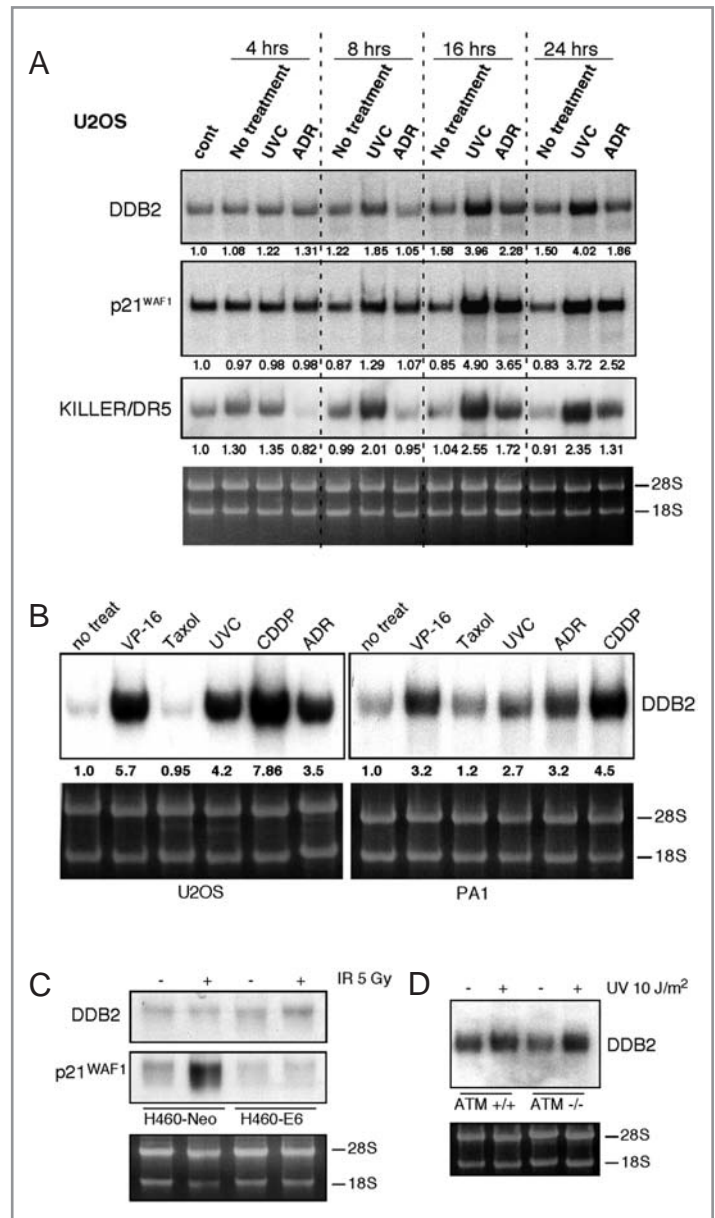 A
4 hrs 8 hrs 16 hrs 24 hrs
U2OS
cont No treatment UVC ADR No treatment UVC ADR No treatment UVC ADR No treatment UVC ADR
DDB2
1.0 1.08 1.22 1.31 1.22 1.85 1.05 1.58 3.96 2.28 1.50 4.02 1.86
p21WAF1
1.0 0.97 0.98 0.98 0.87 1.29 1.07 0.85 4.90 3.65 0.83 3.72 2.52
KILLER/DR5
1.0 1.30 1.35 0.82 0.99 2.01 0.95 1.04 2.55 1.72 0.91 2.35 1.31
28S
18S
B
no treat VP-16 Taxol UVC CDDP ADR no treat VP-16 Taxol UVC ADR CDDP
DDB2
1.0 5.7 0.95 4.2 7.86 3.5 1.0 3.2 1.2 2.7 3.2 4.5
28S
18S
U2OS PA1
C
- + - + IR 5 Gy
DDB2
p21WAF1
H460-Neo H460-E6
28S
18S
D
- + - + UV 10 J/m²
DDB2
ATM +/+ ATM -/-
28S
18S